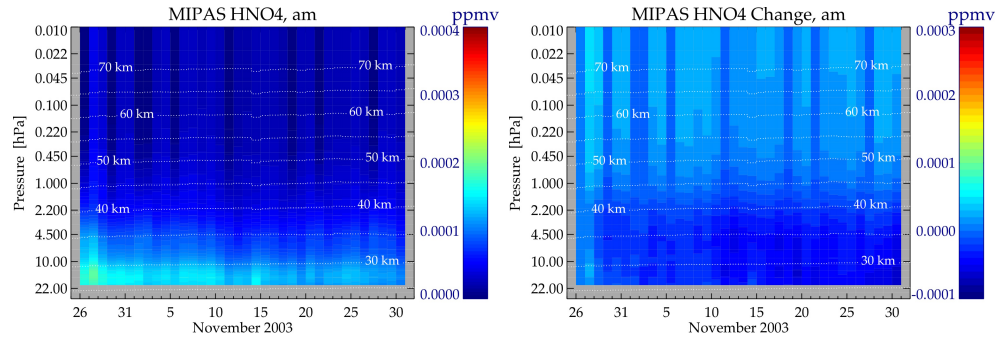 MIPAS HNO4, am
ppmv
0.010
0.022
0.045
0.100
0.220
0.450
1.000
2.200
4.500
10.00
22.00
Pressure [hPa]
70 km
70 km
60 km
60 km
50 km
50 km
40 km
40 km
30 km
0.0004
0.0003
0.0002
0.0001
0.0000
26
31
5
10
15
20
25
30
November 2003
MIPAS HNO4 Change, am
ppmv
0.010
0.022
0.045
0.100
0.220
0.450
1.000
2.200
4.500
10.00
22.00
Pressure [hPa]
70 km
70 km
60 km
60 km
50 km
50 km
40 km
40 km
30 km
0.0003
0.0002
0.0001
0.0000
-0.0001
26
31
5
10
15
20
25
30
November 2003